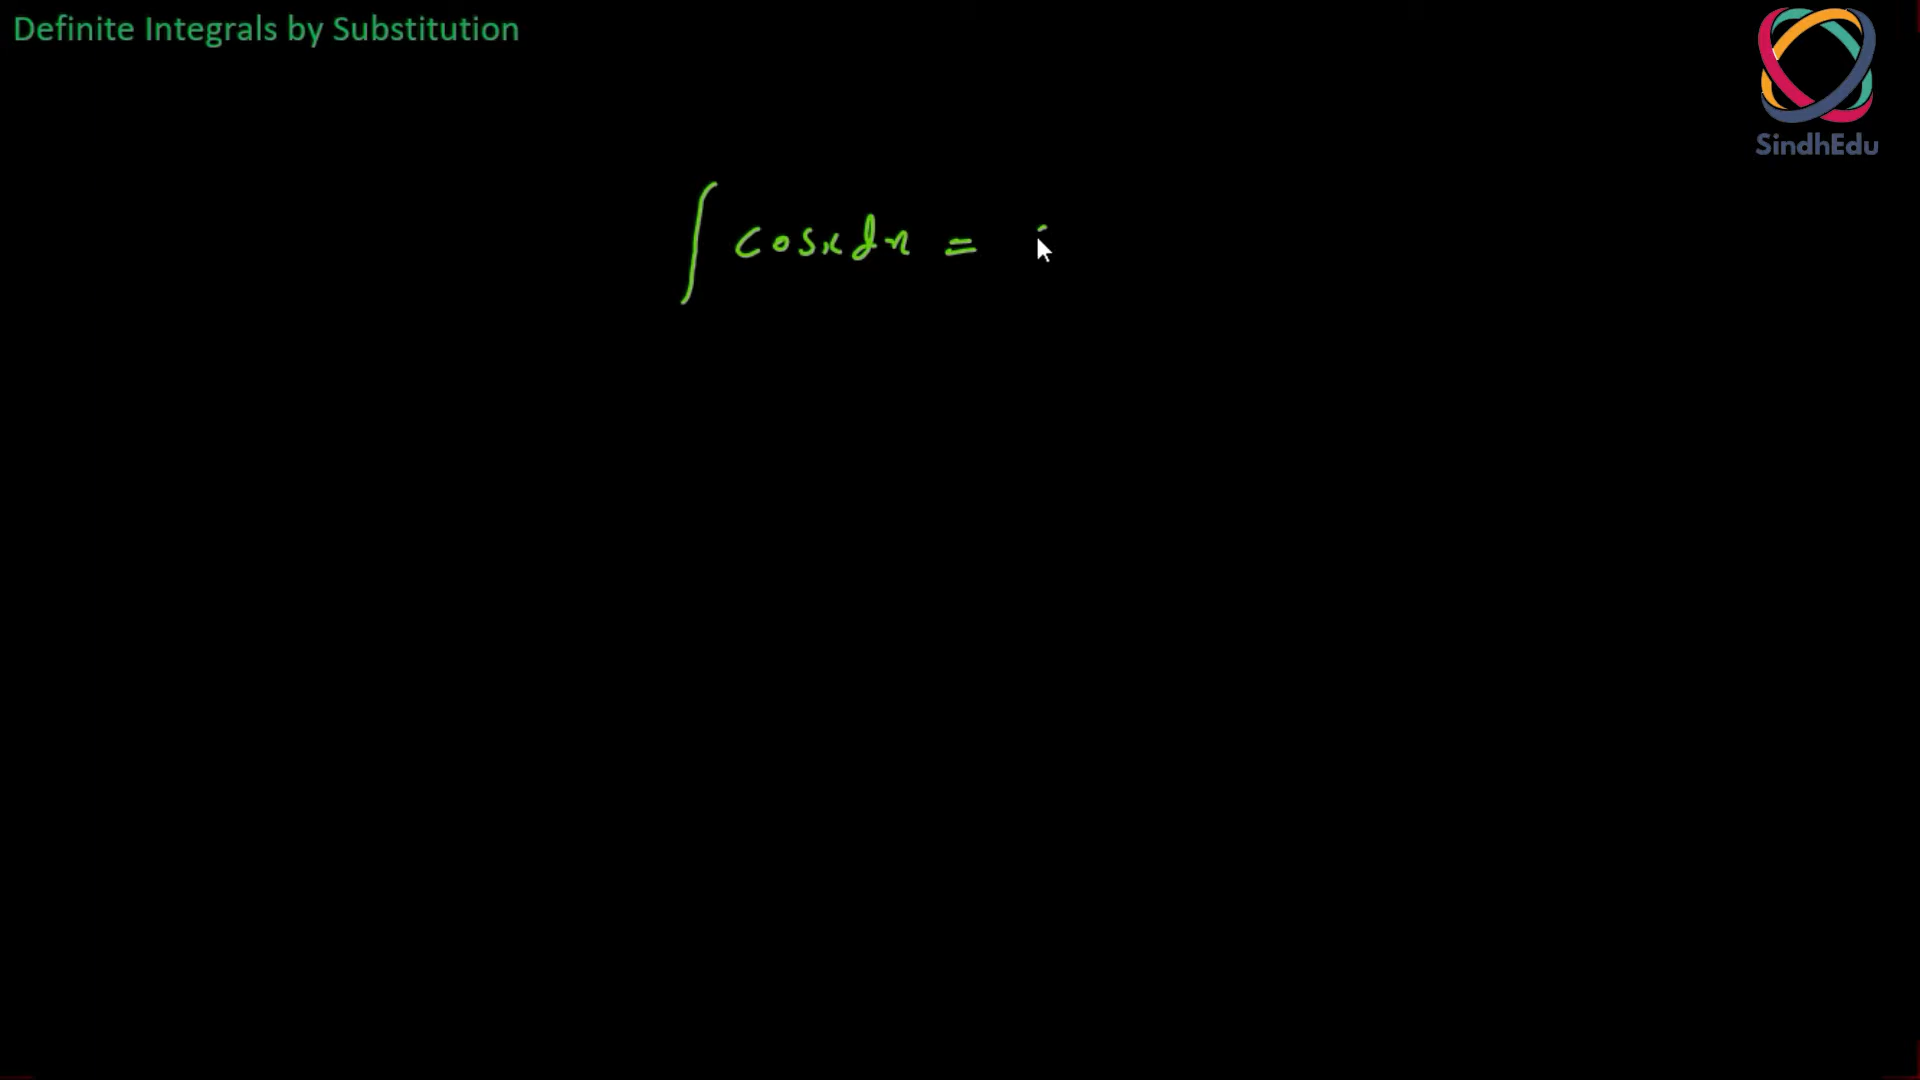 Definite Integrals by Substitution
SindhEdu
∫ cosx dx =